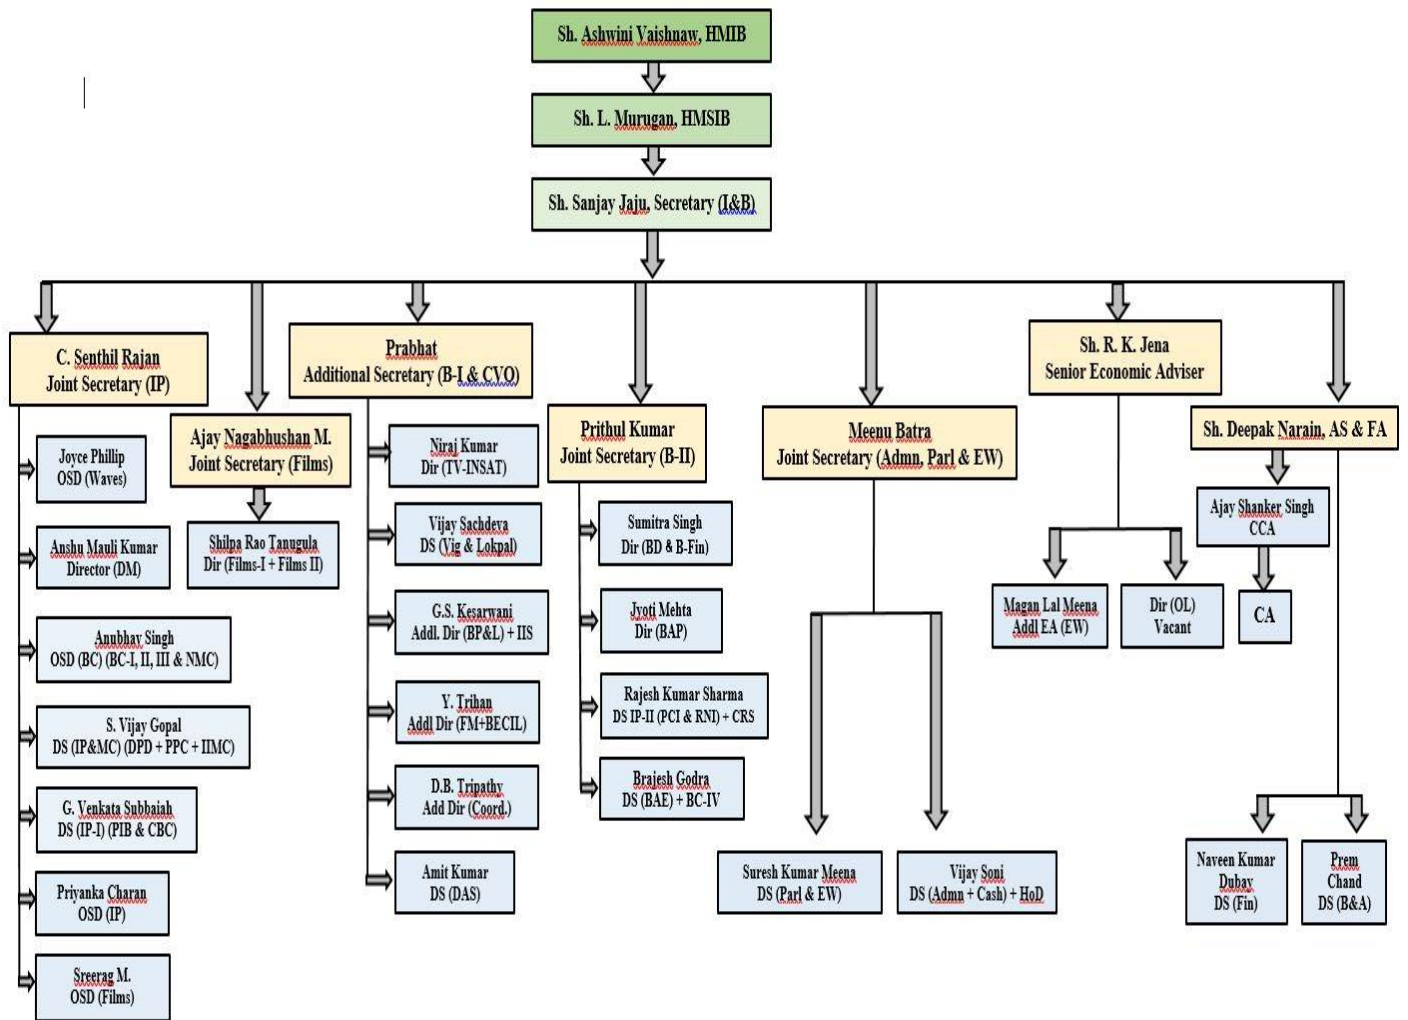 Sh. Ashwini Vaishnaw, HMIB
Sh. L. Murugan, HMSIB
Sh. Sanjay Jaju, Secretary (I&B)
C. Senthil Rajan
Joint Secretary (IP)
Joyce Phillip
OSD (Waves)
Anshu Mauli Kumar
Director (DM)
Anubhav Singh
OSD (BC) (BC-I, II, III & NMC)
S. Vijay Gopal
DS (IP&MC) (DPD + PPC + IIMC)
G. Venkata Subbaiah
DS (IP-I) (PIB & CBC)
Priyanka Charan
OSD (IP)
Sreerag M.
OSD (Films)
Ajay Nagabhushan M.
Joint Secretary (Films)
Shilpa Rao Tanugula
Dir (Films-I + Films II)
Prabhat
Additional Secretary (B-I & CVO)
Niraj Kumar
Dir (TV-INSAT)
Vijay Sachdeva
DS (Vig & Lokpal)
G.S. Kesarwani
Addl. Dir (BP&L) + IIS
Y. Trihan
Addl Dir (FM+BECIL)
D.B. Tripathy
Add Dir (Coord.)
Amit Kumar
DS (DAS)
Prithul Kumar
Joint Secretary (B-II)
Sumitra Singh
Dir (BD & B-Fin)
Jyoti Mehta
Dir (BAP)
Rajesh Kumar Sharma
DS IP-II (PCI & RNI) + CRS
Brajesh Godra
DS (BAE) + BC-IV
Meenu Batra
Joint Secretary (Admn, Parl & EW)
Suresh Kumar Meena
DS (Parl & EW)
Vijay Soni
DS (Admn + Cash) + HoD
Sh. R. K. Jena
Senior Economic Adviser
Magan Lal Meena
Addl EA (EW)
Dir (OL)
Vacant
Sh. Deepak Narain, AS & FA
Ajay Shanker Singh
CCA
CA
Naveen Kumar
Dubay
DS (Fin)
Prem
Chand
DS (B&A)